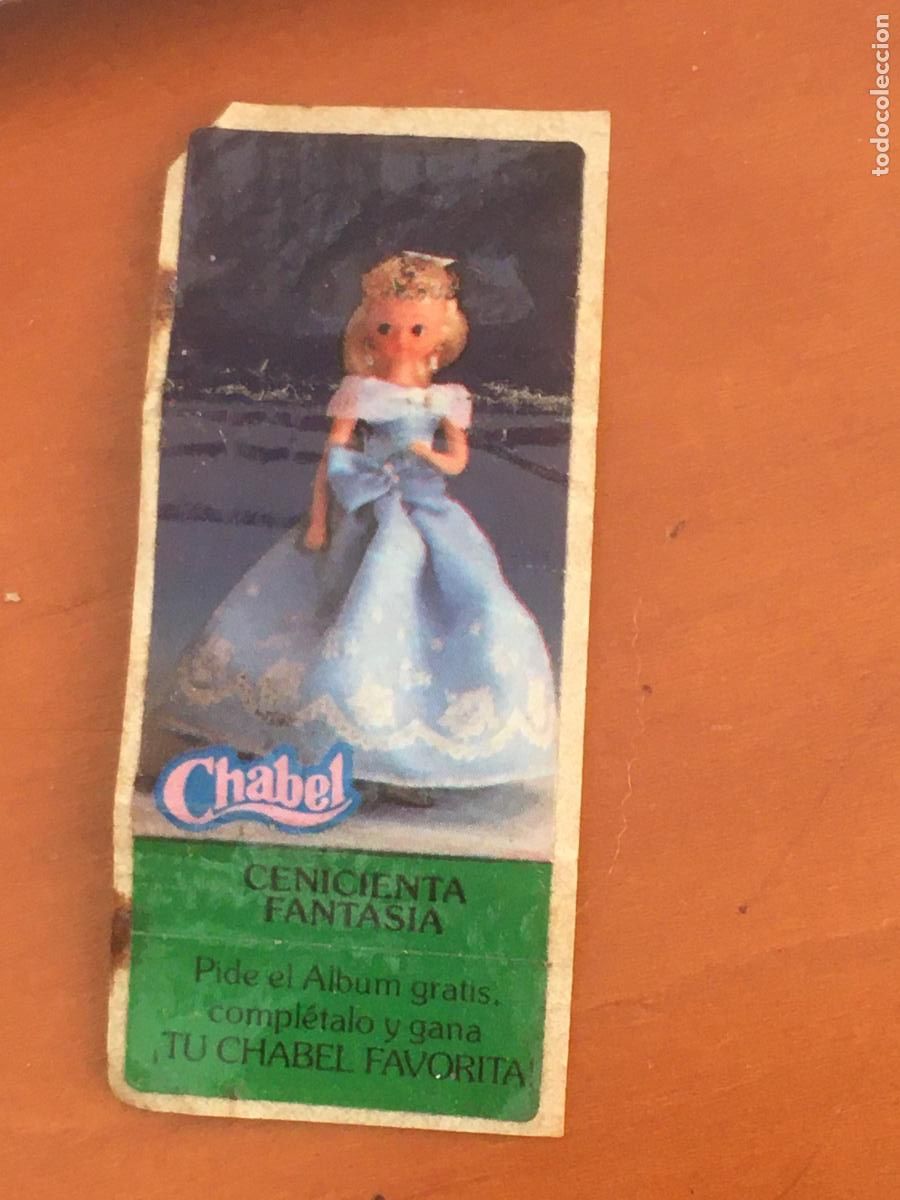 todocoleccion
Chabel
CENICIENTA
FANTASIA
Pide el Album gratis,
complétalo y gana
¡TU CHABEL FAVORITA!